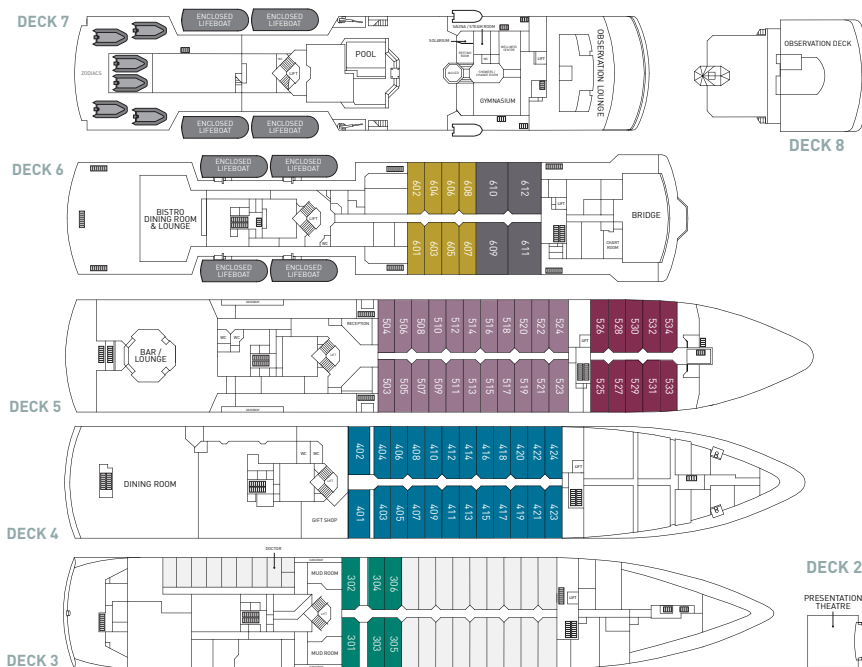 DECK 7
ENCLOSED
LIFEBOAT
ENCLOSED
LIFEBOAT
ZODIACS
WC
LIFT
POOL
SOLARIUM
SAUNA / STEAM ROOM
WELLNESS
CENTRE
WC
LIFT
GYMNASIUM
OBSERVATION LOUNGE
ENCLOSED
LIFEBOAT
ENCLOSED
LIFEBOAT
OBSERVATION DECK
DECK 8
DECK 6
ENCLOSED
LIFEBOAT
ENCLOSED
LIFEBOAT
BISTRO
DINING ROOM
& LOUNGE
LIFT
WC
602
604
606
608
610
612
601
603
605
607
609
611
LIFT
CHART
ROOM
BRIDGE
ENCLOSED
LIFEBOAT
ENCLOSED
LIFEBOAT
BAR /
LOUNGE
WC
WC
RECEPTION
LIFT
504
506
508
510
512
514
516
518
520
522
524
503
505
507
509
511
513
515
517
519
521
523
LIFT
526
528
530
532
534
525
527
529
531
533
DECK 5
DINING ROOM
WC
WC
LIFT
GIFT SHOP
402
404
406
408
410
412
414
416
418
420
422
424
401
403
405
407
409
411
413
415
417
419
421
423
LIFT
DECK 4
DOCTOR
MUD ROOM
LIFT
MUD ROOM
302
304
306
301
303
305
LIFT
DECK 3
DECK 2
PRESENTATION
THEATRE